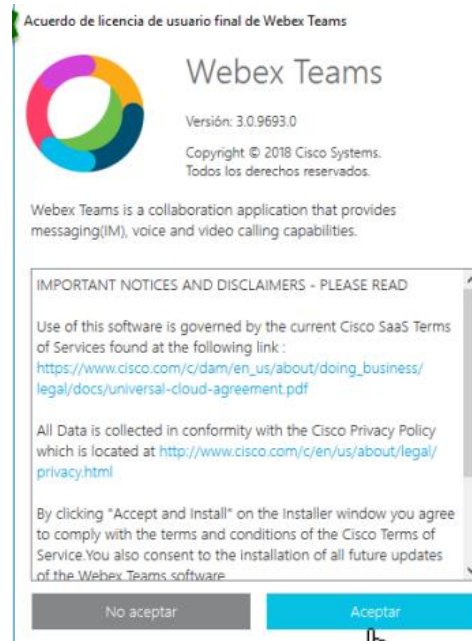 Acuerdo de licencia de usuario final de Webex Teams
Webex Teams
Versión: 3.0.9693.0
Copyright © 2018 Cisco Systems.
Todos los derechos reservados.
Webex Teams is a collaboration application that provides
messaging(IM), voice and video calling capabilities.
IMPORTANT NOTICES AND DISCLAIMERS - PLEASE READ
Use of this software is governed by the current Cisco SaaS Terms
of Services found at the following link :
https://www.cisco.com/c/dam/en_us/about/doing_business/
legal/docs/universal-cloud-agreement.pdf
All Data is collected in conformity with the Cisco Privacy Policy
which is located at http://www.cisco.com/c/en/us/about/legal/
privacy.html
By clicking "Accept and Install" on the Installer window you agree
to comply with the terms and conditions of the Cisco Terms of
Service.You also consent to the installation of all future updates
of the Webex Teams software
No aceptar
Aceptar